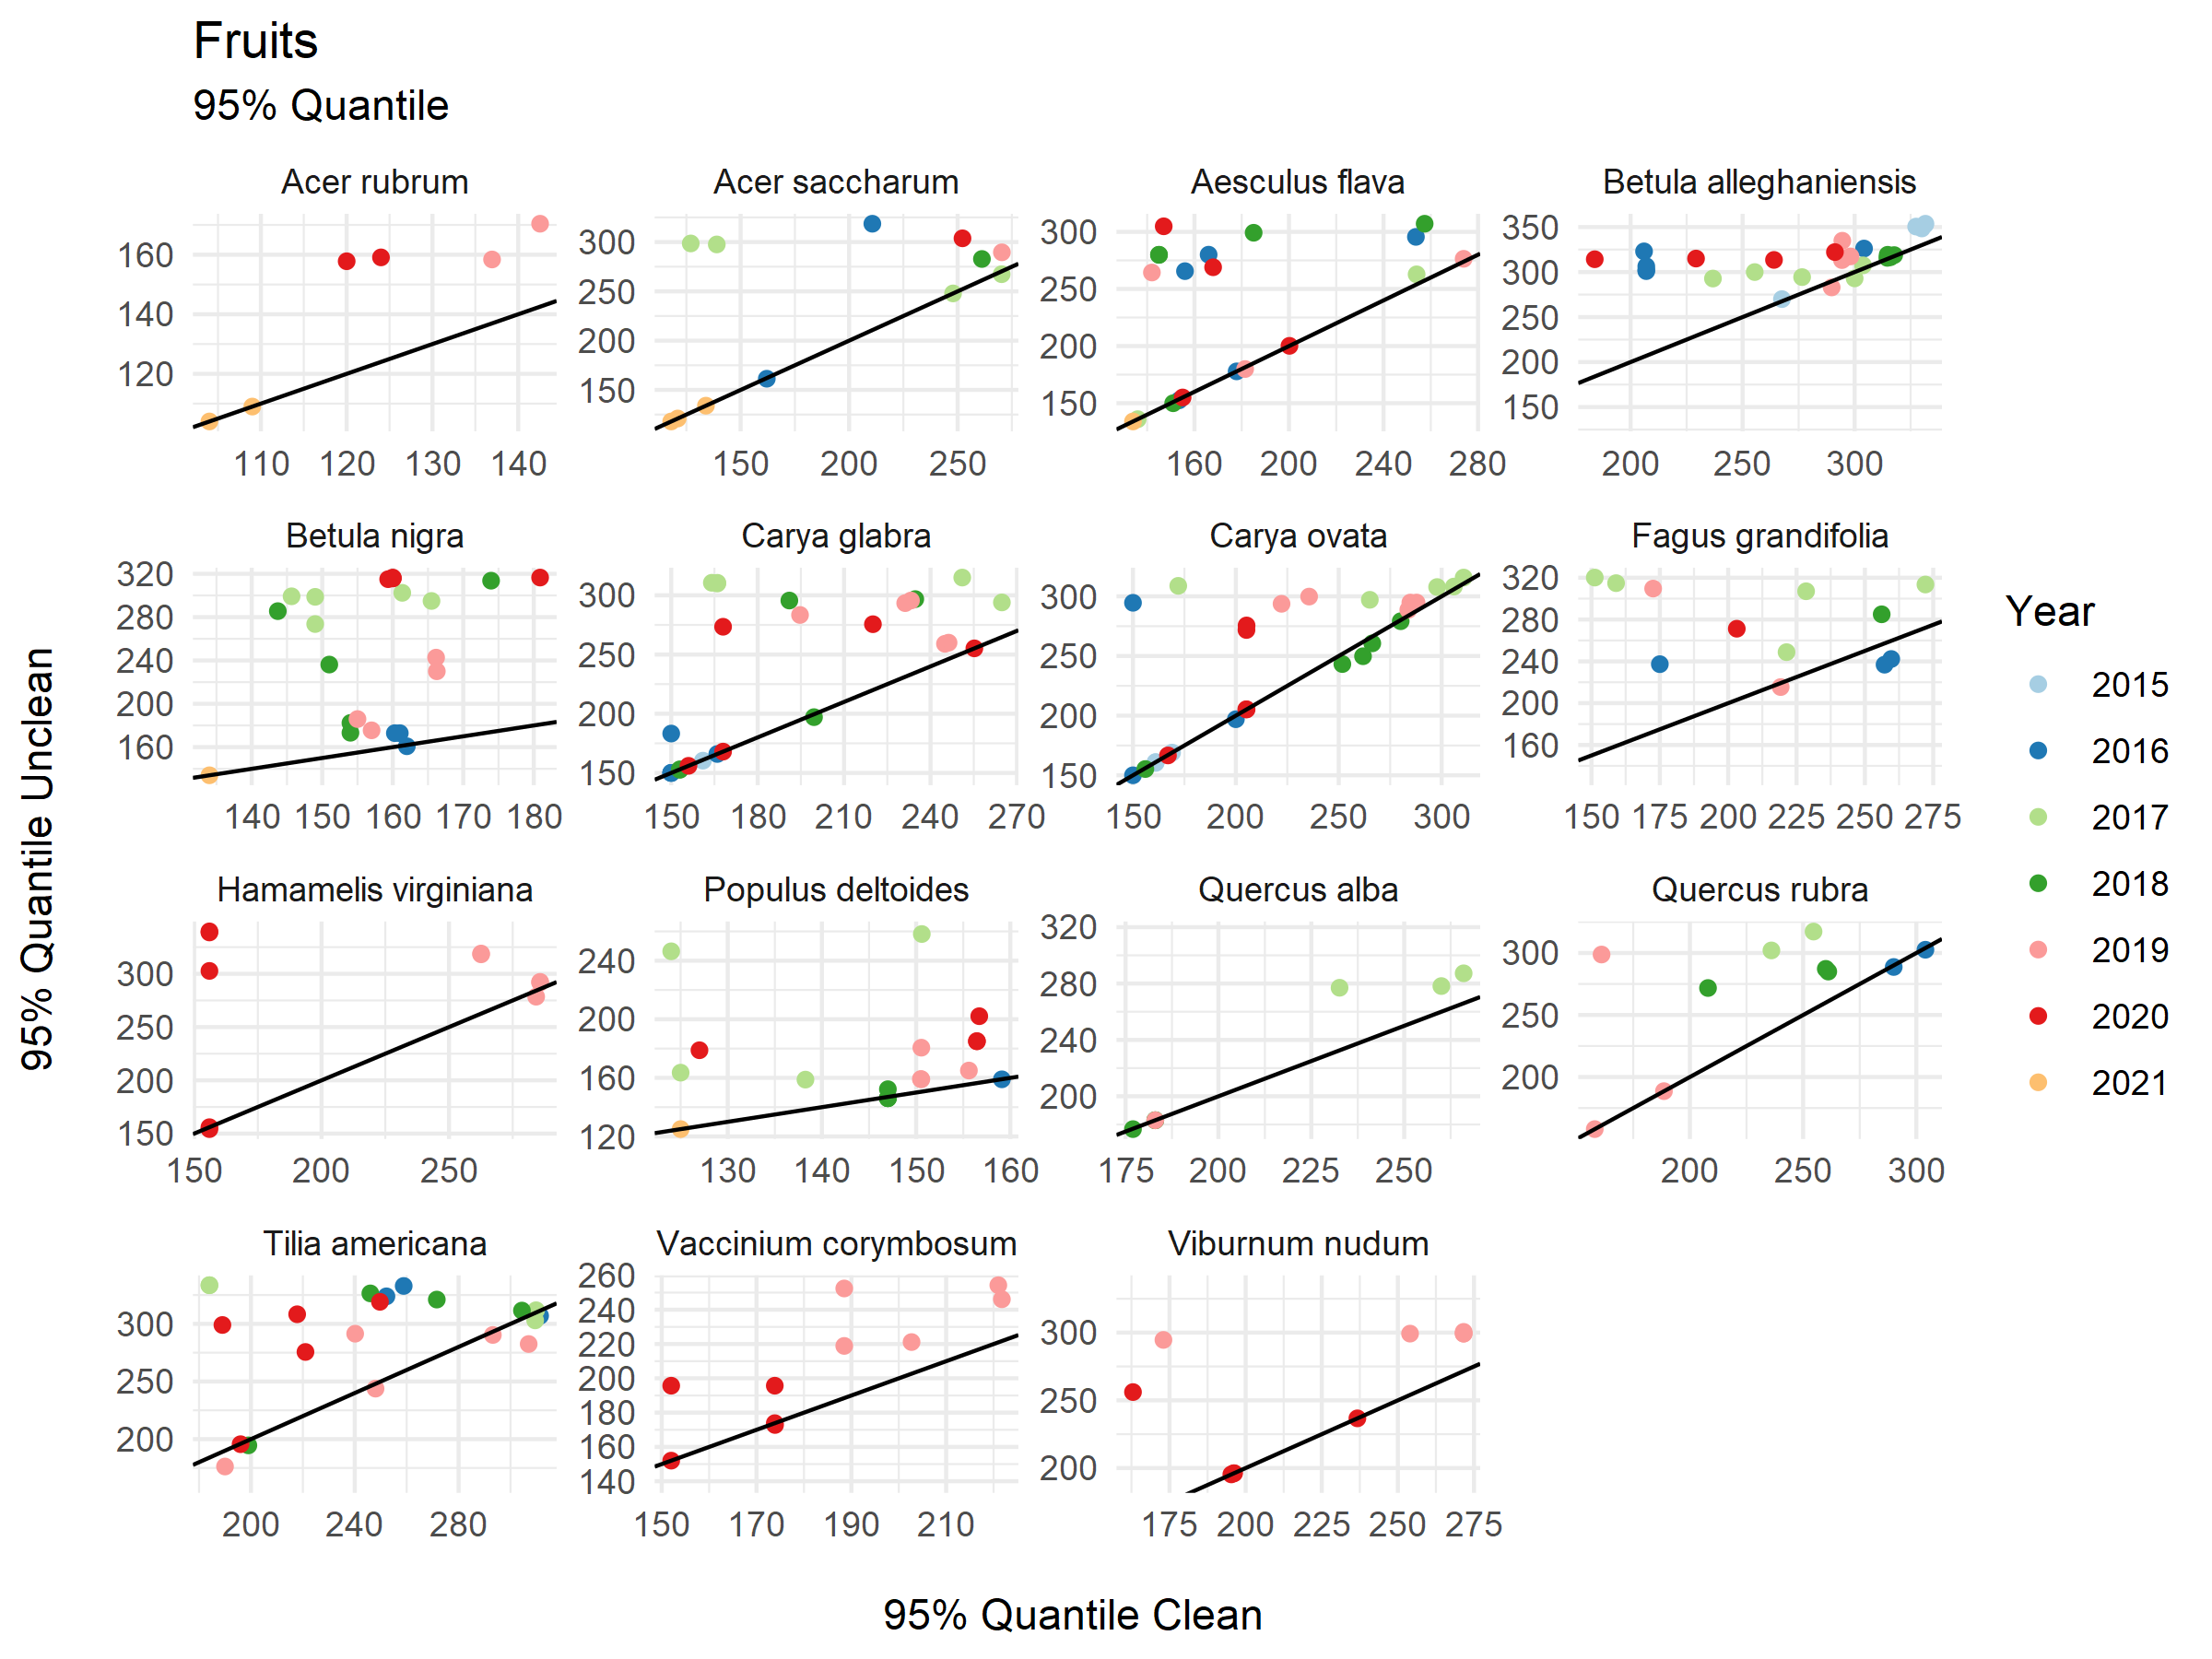 Fruits
95% Quantile
Acer rubrum
Acer saccharum
Aesculus flava
Betula alleghaniensis
160
140
120
110 120 130 140
300
250
200
150
150 200 250
300
250
200
150
160 200 240 280
350
300
250
200
150
200 250 300
Betula nigra
Carya glabra
Carya ovata
Fagus grandifolia
320
280
240
200
160
140 150 160 170 180
300
250
200
150
150 180 210 240 270
300
250
200
150
150 200 250 300
320
280
240
200
160
150 175 200 225 250 275
Hamamelis virginiana
Populus deltoides
Quercus alba
Quercus rubra
300
250
200
150
150 200 250
240
200
160
120
130 140 150 160
320
280
240
200
175 200 225 250
300
250
200
200 250 300
Tilia americana
Vaccinium corymbosum
Viburnum nudum
300
250
200
200 240 280
260
240
220
200
180
160
140
150 170 190 210
300
250
200
175 200 225 250 275
95% Quantile Unclean
95% Quantile Clean
Year
2015
2016
2017
2018
2019
2020
2021